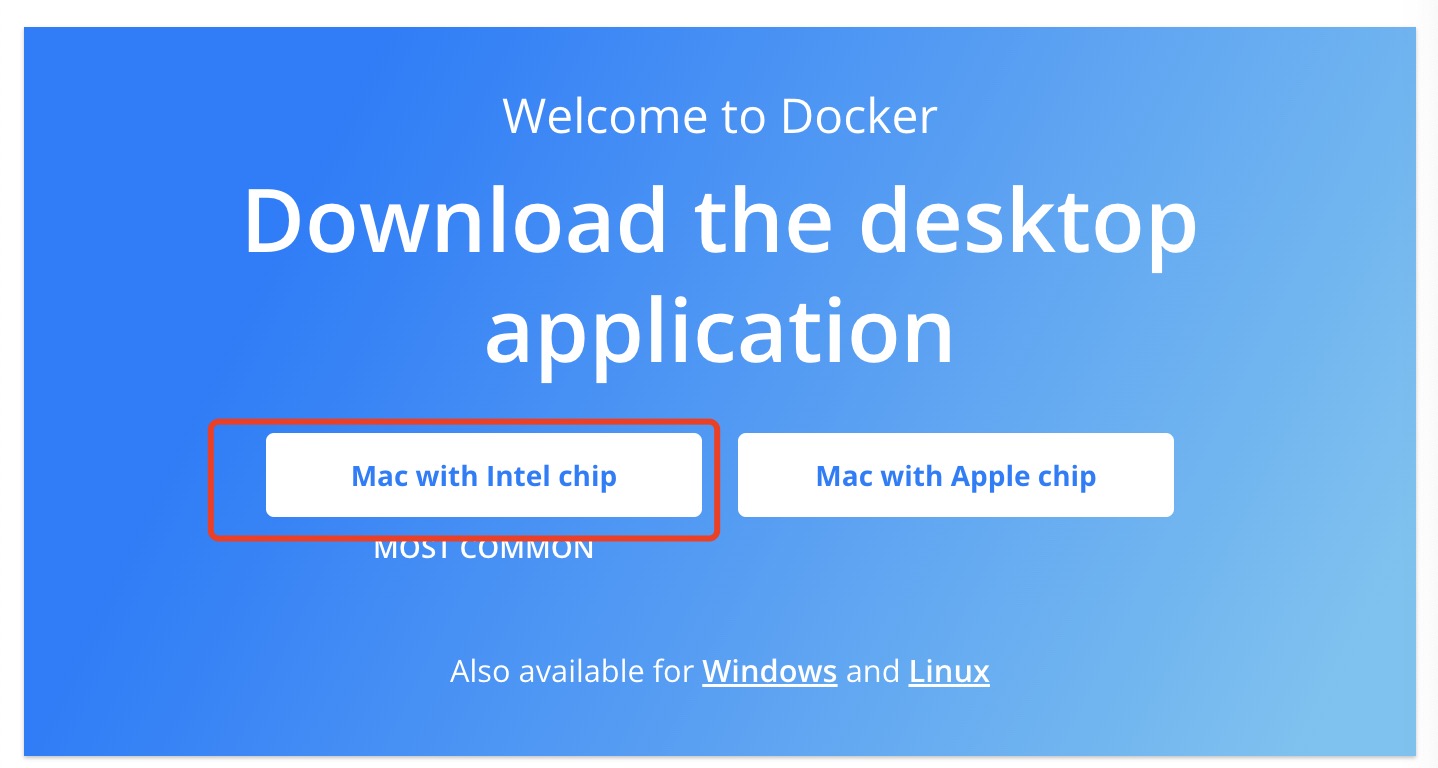 Welcome to Docker
Download the desktop
application
Mac with Intel chip
Mac with Apple chip
MOST COMMON
Also available for Windows and Linux